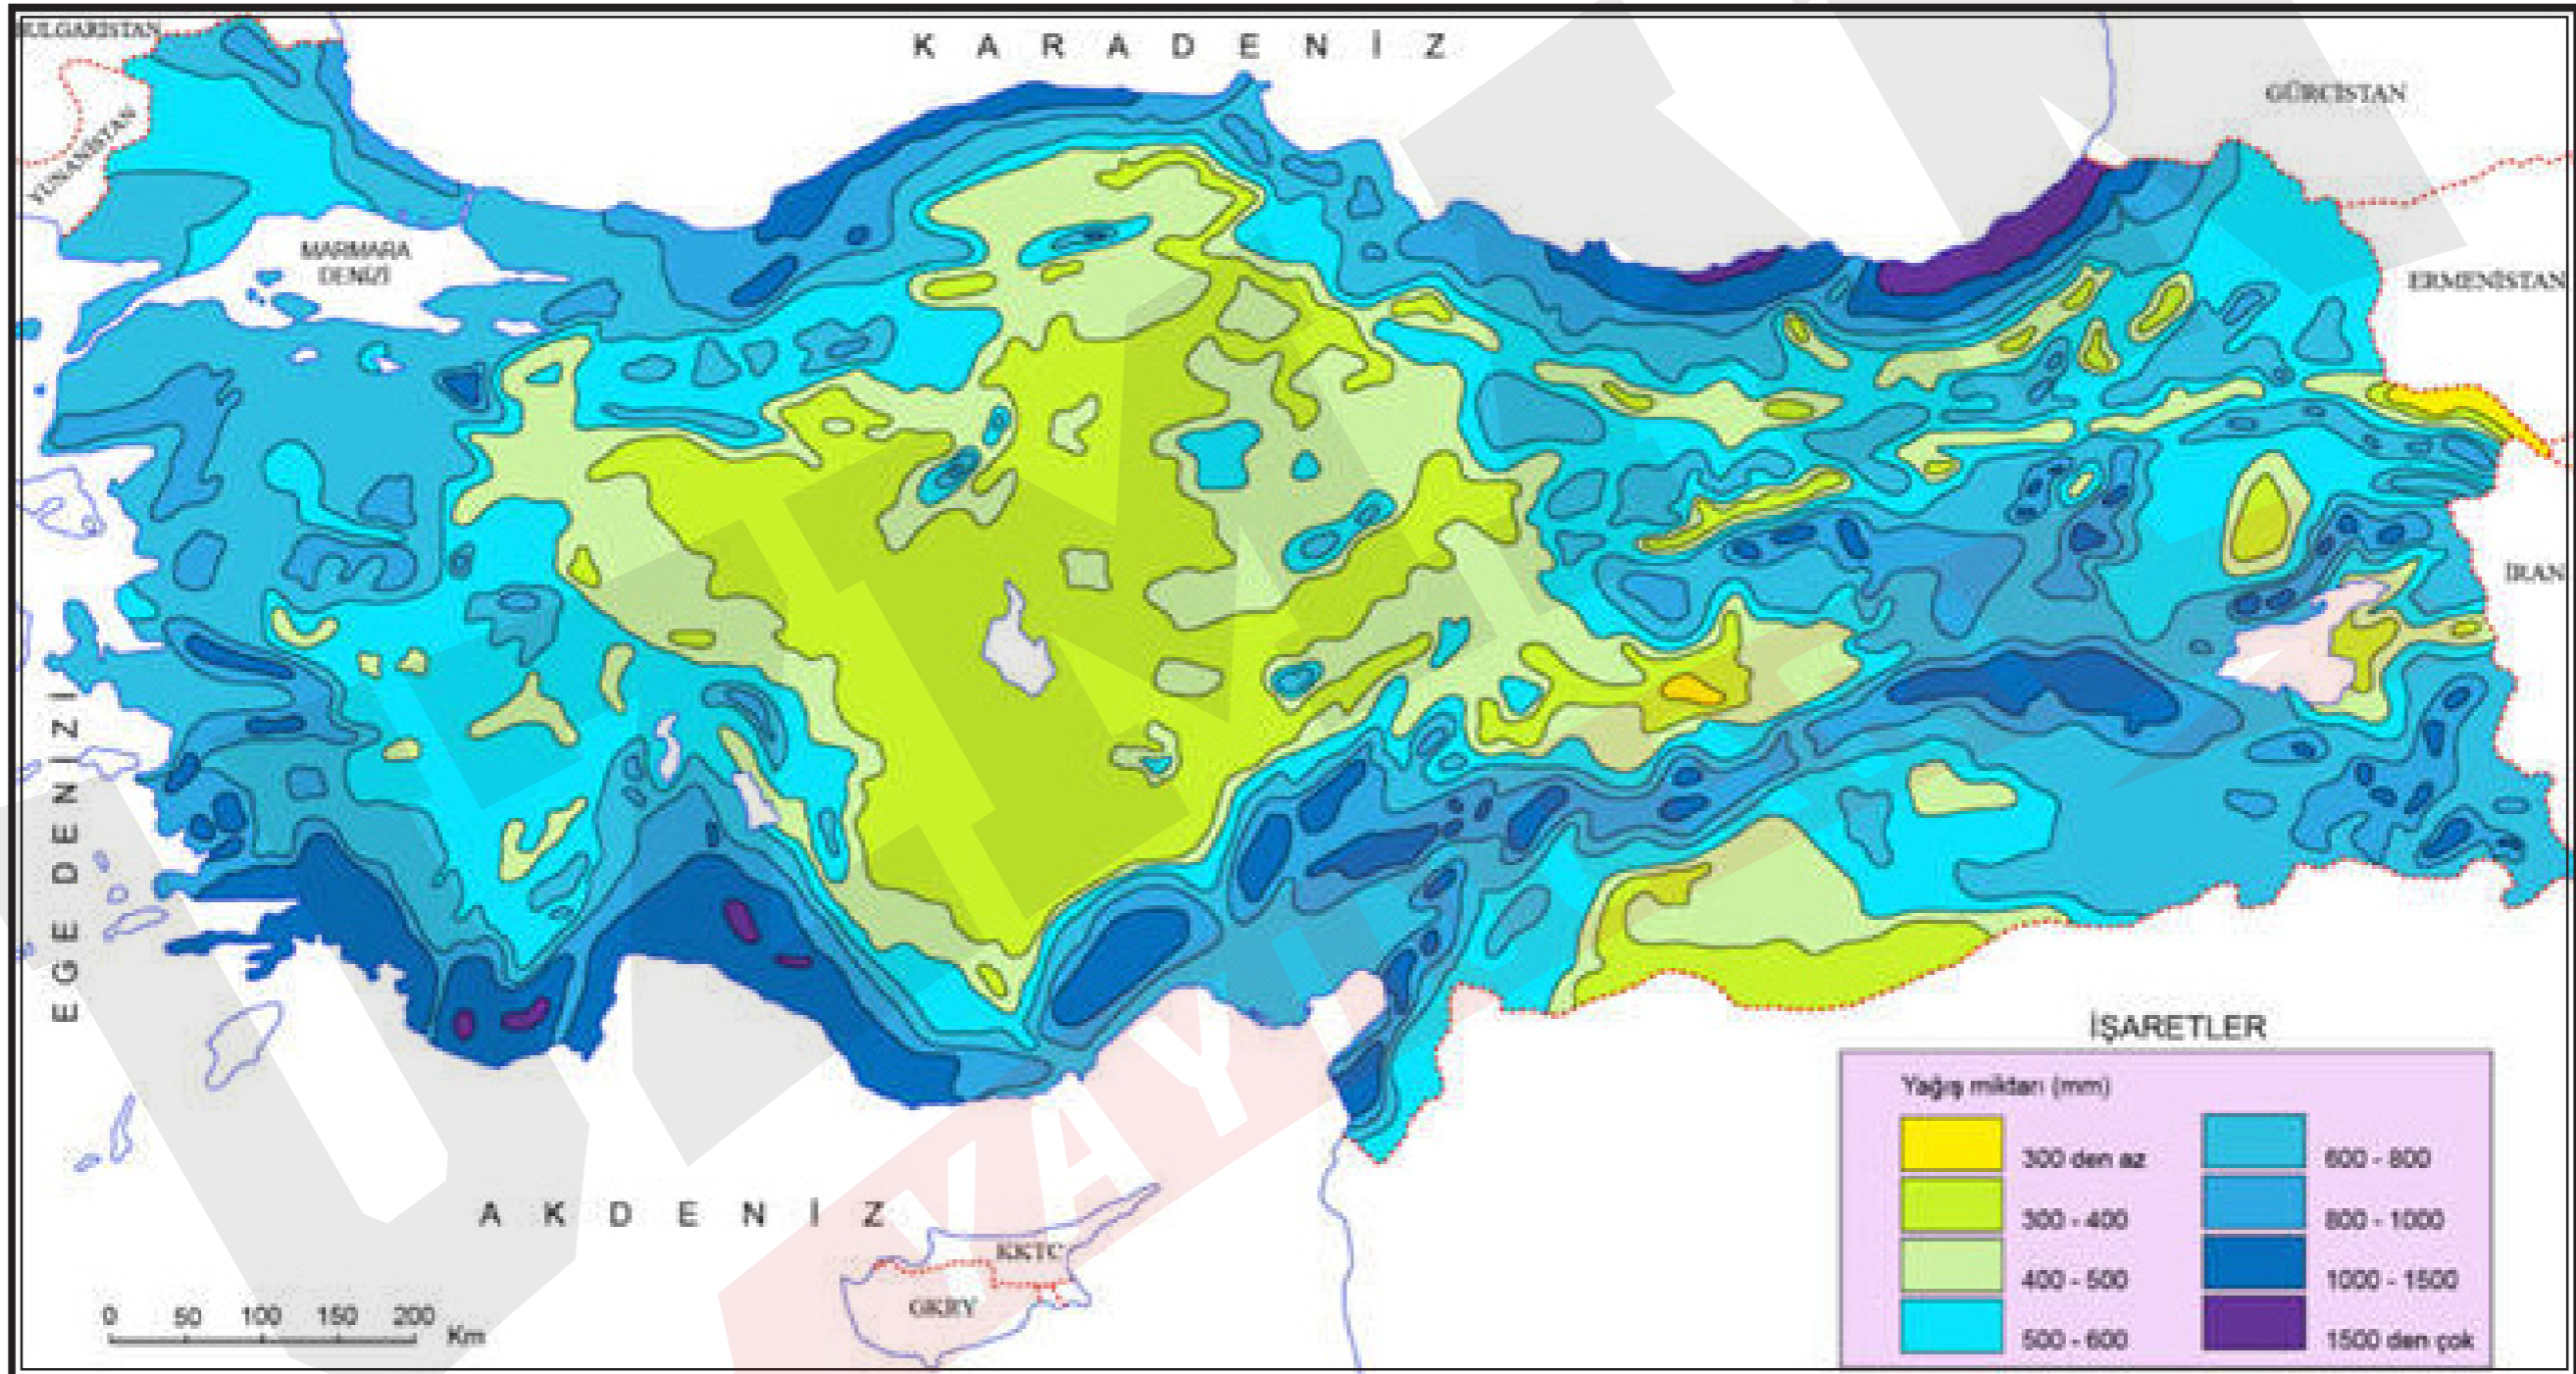 BULGARİSTAN
YUNANİSTAN
K A R A D E N İ Z
GÜRCİSTAN
ERMENİSTAN
İRAN
MARMARA
DENİZİ
EGE DENİZİ
A K D E N İ Z
KKTC
GKRY
0 50 100 150 200 Km
İŞARETLER
Yağış miktarı (mm)
300 den az
300 - 400
400 - 500
500 - 600
600 - 800
800 - 1000
1000 - 1500
1500 den çok